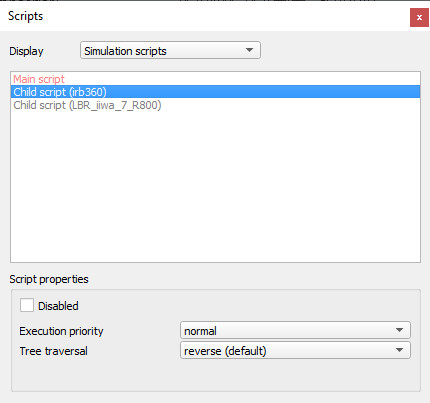 Scripts
Display Simulation scripts
Main script
Child script (irb360)
Child script (LBR_iiwa_7_R800)
Script properties
Disabled
Execution priority normal
Tree traversal reverse (default)